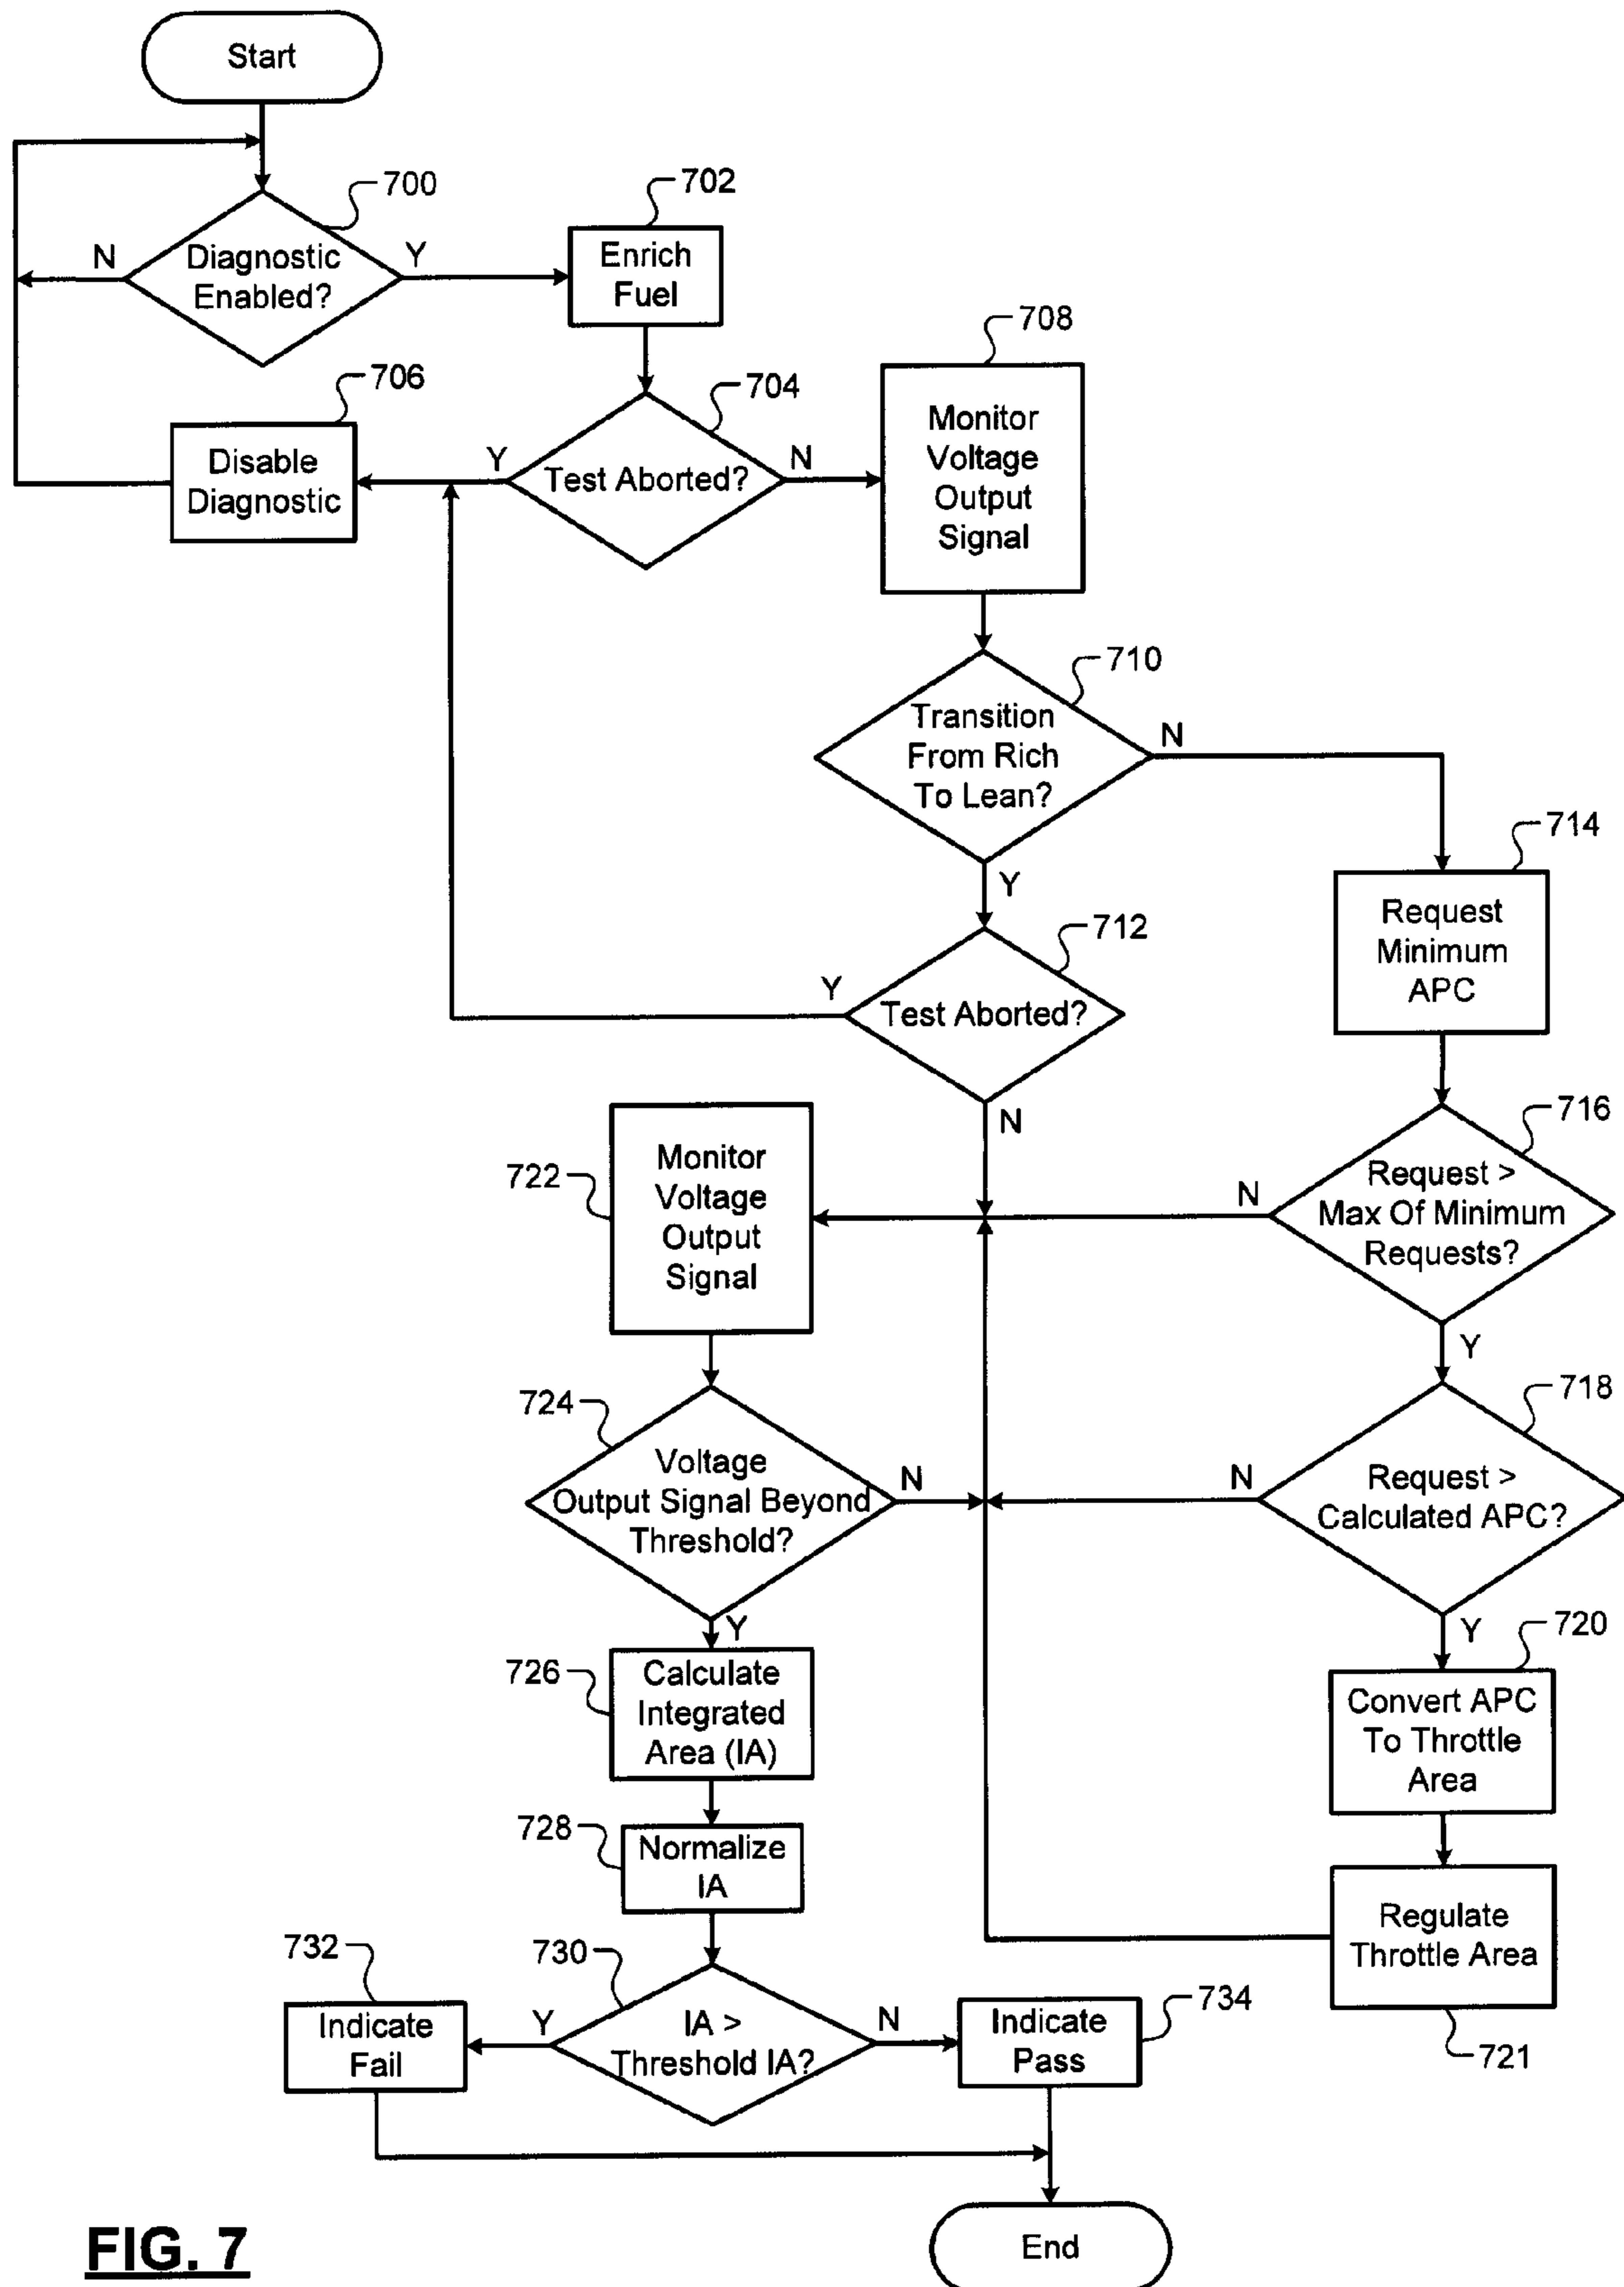 Start
700
Diagnostic
Enabled?
N
Y
702
Enrich
Fuel
704
Test Aborted?
Y
N
706
Disable
Diagnostic
708
Monitor
Voltage
Output
Signal
710
Transition
From Rich
To Lean?
N
Y
712
Test Aborted?
Y
N
714
Request
Minimum
APC
716
Request >
Max Of Minimum
Requests?
N
Y
718
Request >
Calculated APC?
N
Y
720
Convert APC
To Throttle
Area
Regulate
Throttle Area
721
722
Monitor
Voltage
Output
Signal
724
Voltage
Output Signal Beyond
Threshold?
N
Y
726
Calculate
Integrated
Area (IA)
728
Normalize
IA
730
IA >
Threshold IA?
Y
N
732
Indicate
Fail
734
Indicate
Pass
End
FIG. 7